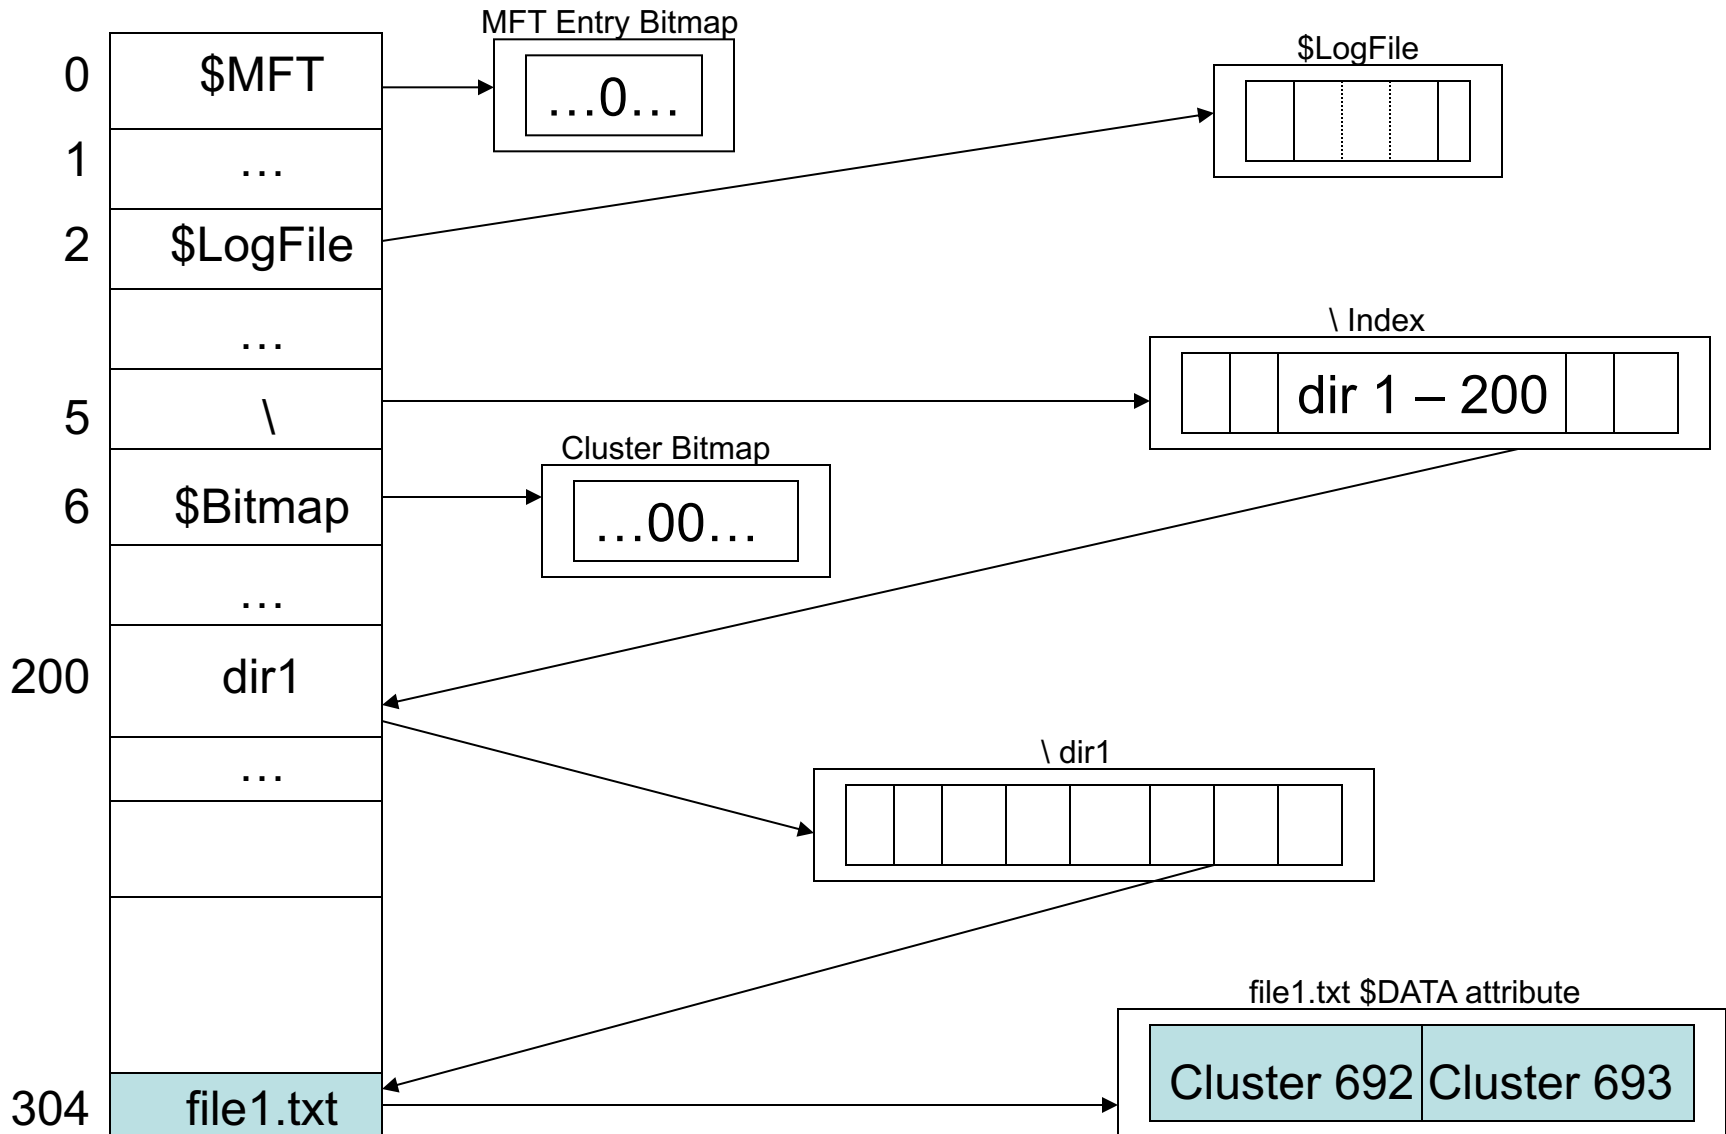 MFT Entry Bitmap
$LogFile
0 $MFT
…0…
1 …
2 $LogFile
…
\ Index
5 \
dir 1 – 200
Cluster Bitmap
6 $Bitmap
…00…
…
200 dir1
…
\ dir1
file1.txt $DATA attribute
Cluster 692 Cluster 693
304 file1.txt